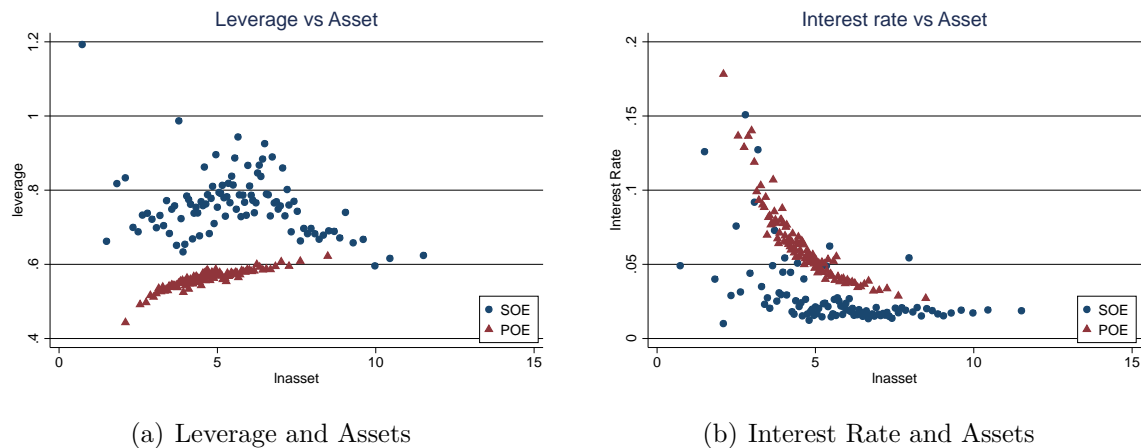 Leverage vs Asset
leverage
1.2
1
.8
.6
.4
0
5
10
15
lnasset
SOE
POE
(a) Leverage and Assets
Interest rate vs Asset
Interest Rate
.2
.15
.1
.05
0
0
5
10
15
lnasset
SOE
POE
(b) Interest Rate and Assets